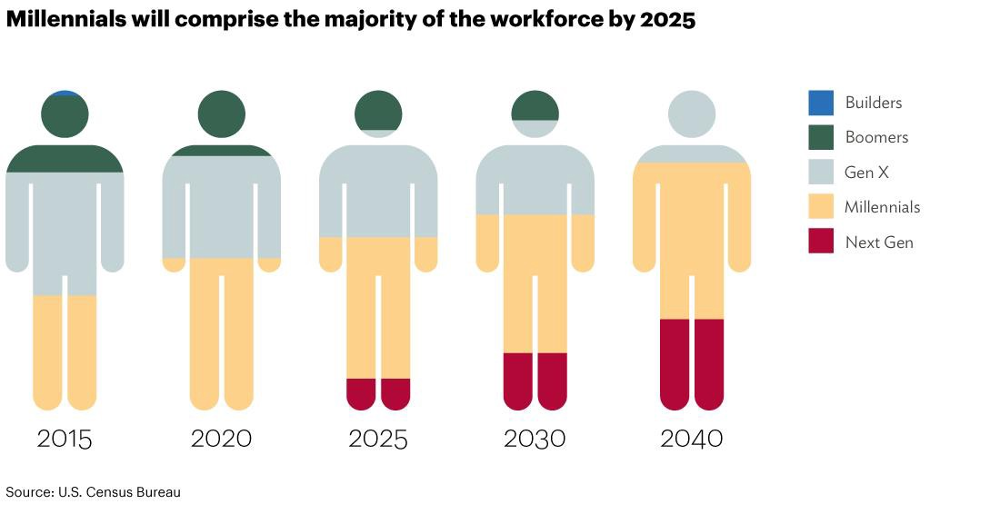 Millennials will comprise the majority of the workforce by 2025
Builders
Boomers
Gen X
Millennials
Next Gen
2015 2020 2025 2030 2040
Source: U.S. Census Bureau